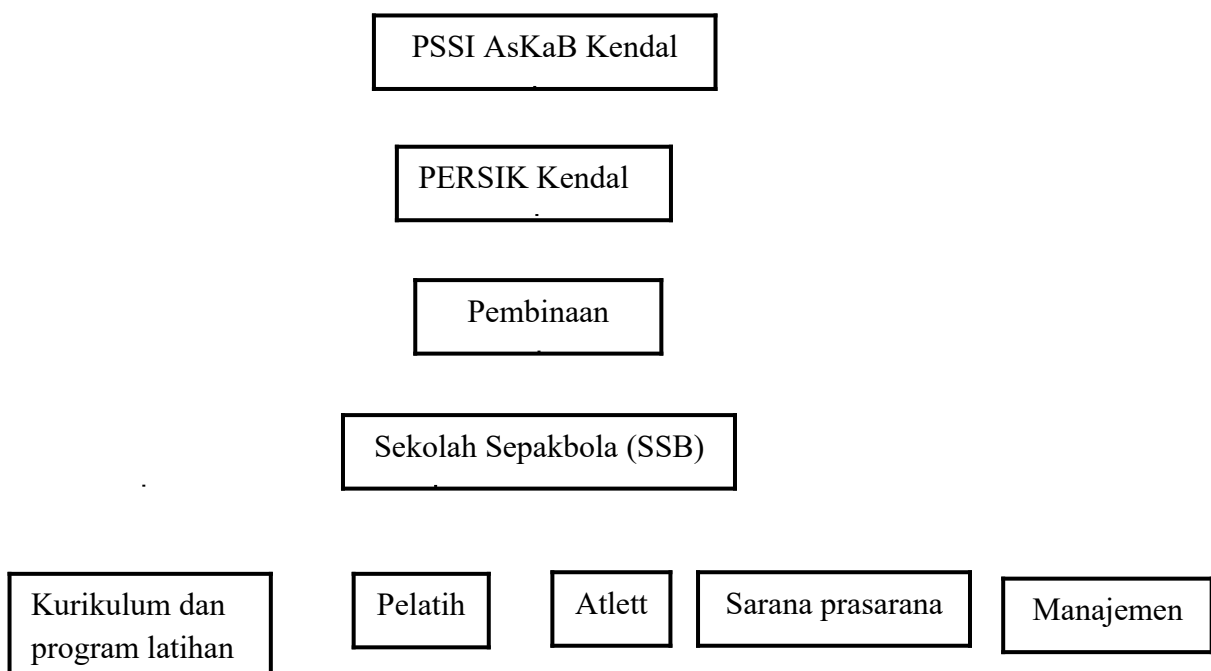 PSSI AsKaB Kendal
PERSIK Kendal
Pembinaan
Sekolah Sepakbola (SSB)
Kurikulum dan
program latihan
Pelatih
Atlett
Sarana prasarana
Manajemen